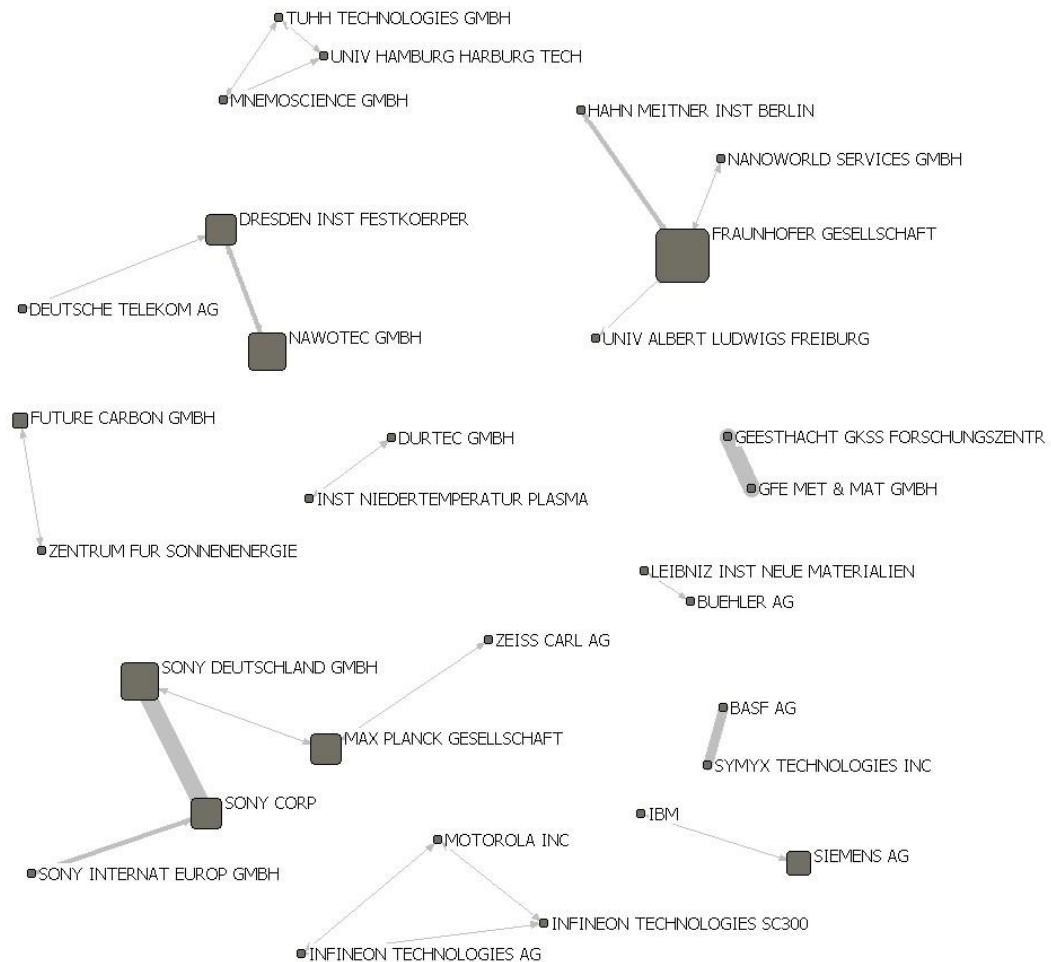 TUHH TECHNOLOGIES GMBH
UNIV HAMBURG HARBURG TECH
MNEMOSCIENCE GMBH
HAHN MEITNER INST BERLIN
NANOWORLD SERVICES GMBH
DRESDEN INST FESTKOERPER
FRAUNHOFER GESELLSCHAFT
DEUTSCHE TELEKOM AG
NAWOTEC GMBH
UNIV ALBERT LUDWIGS FREIBURG
FUTURE CARBON GMBH
DURTEC GMBH
GEESTHACHT GKSS FORSCHUNGSZENTR
GFE MET & MAT GMBH
INST NIEDERTEMPERATUR PLASMA
ZENTRUM FUR SONNENENERGIE
LEIBNIZ INST NEUE MATERIALIEN
BUEHLER AG
ZEISS CARL AG
SONY DEUTSCHLAND GMBH
BASF AG
MAX PLANCK GESELLSCHAFT
SYMYX TECHNOLOGIES INC
SONY CORP
IBM
MOTOROLA INC
SIEMENS AG
SONY INTERNAT EUROP GMBH
INFINEON TECHNOLOGIES SC300
INFINEON TECHNOLOGIES AG